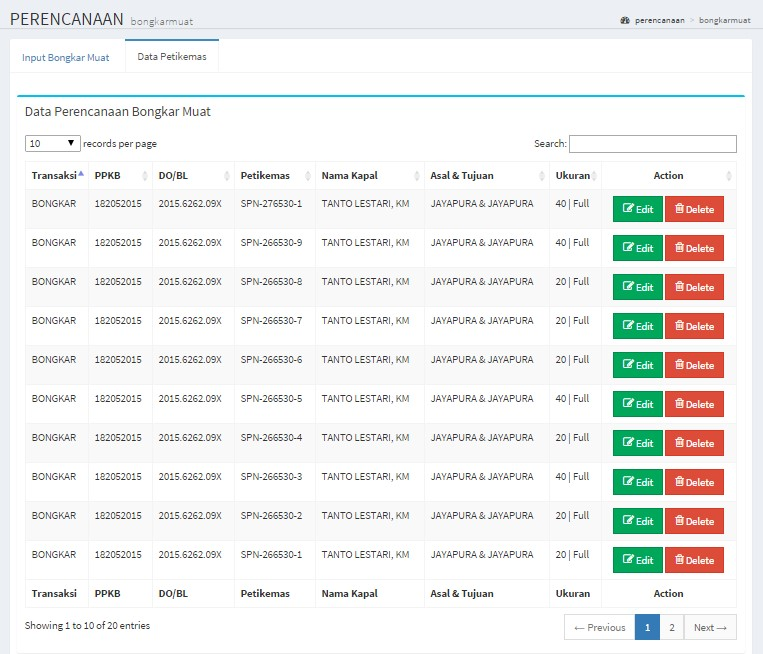 PERENCANAAN bongkarmuat
perencanaan > bongkarmuat
Input Bongkar Muat Data Petikemas
Data Perencanaan Bongkar Muat
10 records per page Search:
Transaksi PPKB DO/BL Petikemas Nama Kapal Asal & Tujuan Ukuran Action
BONGKAR 182052015 2015.6262.09X SPN-276530-1 TANTO LESTARI, KM JAYAPURA & JAYAPURA 40 | Full Edit Delete
BONGKAR 182052015 2015.6262.09X SPN-266530-9 TANTO LESTARI, KM JAYAPURA & JAYAPURA 40 | Full Edit Delete
BONGKAR 182052015 2015.6262.09X SPN-266530-8 TANTO LESTARI, KM JAYAPURA & JAYAPURA 20 | Full Edit Delete
BONGKAR 182052015 2015.6262.09X SPN-266530-7 TANTO LESTARI, KM JAYAPURA & JAYAPURA 20 | Full Edit Delete
BONGKAR 182052015 2015.6262.09X SPN-266530-6 TANTO LESTARI, KM JAYAPURA & JAYAPURA 20 | Full Edit Delete
BONGKAR 182052015 2015.6262.09X SPN-266530-5 TANTO LESTARI, KM JAYAPURA & JAYAPURA 40 | Full Edit Delete
BONGKAR 182052015 2015.6262.09X SPN-266530-4 TANTO LESTARI, KM JAYAPURA & JAYAPURA 20 | Full Edit Delete
BONGKAR 182052015 2015.6262.09X SPN-266530-3 TANTO LESTARI, KM JAYAPURA & JAYAPURA 40 | Full Edit Delete
BONGKAR 182052015 2015.6262.09X SPN-266530-2 TANTO LESTARI, KM JAYAPURA & JAYAPURA 20 | Full Edit Delete
BONGKAR 182052015 2015.6262.09X SPN-266530-1 TANTO LESTARI, KM JAYAPURA & JAYAPURA 20 | Full Edit Delete
Transaksi PPKB DO/BL Petikemas Nama Kapal Asal & Tujuan Ukuran Action
Showing 1 to 10 of 20 entries ← Previous 1 2 Next →